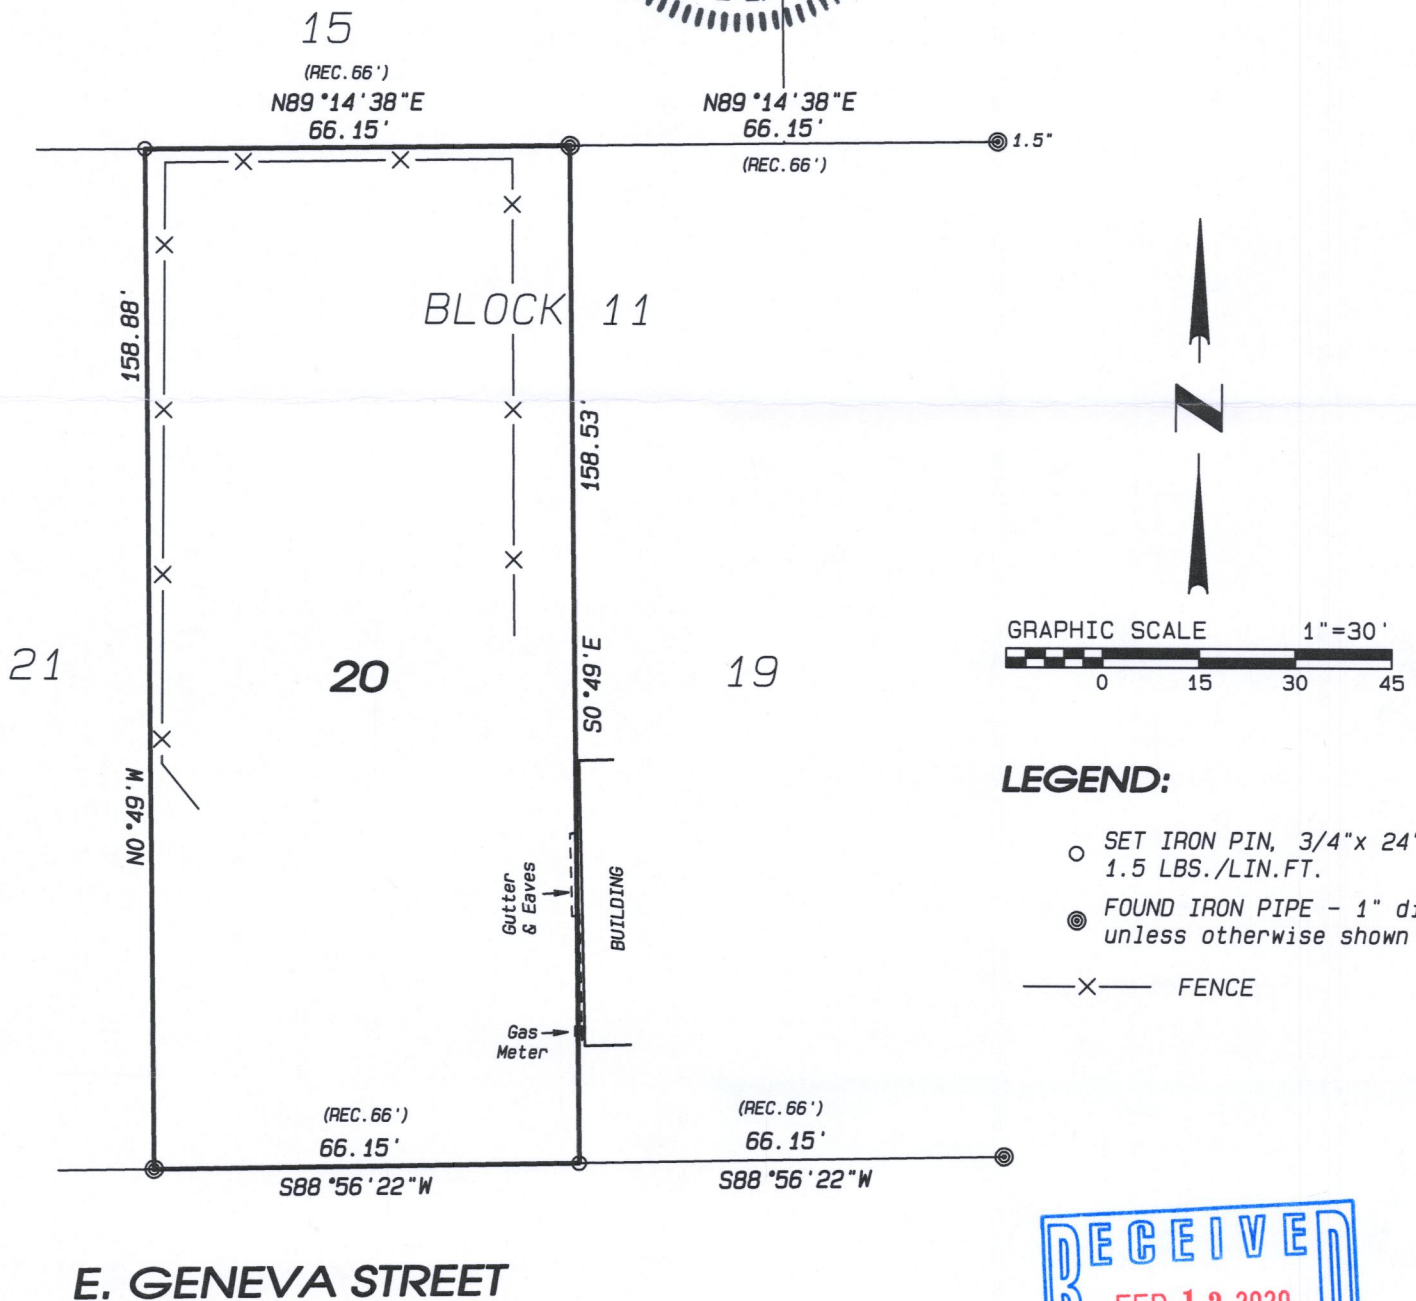 15
(REC.66')
N89°14'38"E
66.15'
N89°14'38"E
66.15'
(REC.66')
1.5"
158.88'
BLOCK 11
158.53'
N
GRAPHIC SCALE 1"=30'
0 15 30 45
21
20
19
S0°49'E
N0°49'W
LEGEND:
SET IRON PIN, 3/4"x 24"
1.5 LBS./LIN.FT.
FOUND IRON PIPE - 1" di
unless otherwise shown
FENCE
Gutter
& Eaves
BUILDING
Gas
Meter
(REC.66')
66.15'
S88°56'22"W
(REC.66')
66.15'
S88°56'22"W
E. GENEVA STREET
RECEIVED
FEB 12 2020